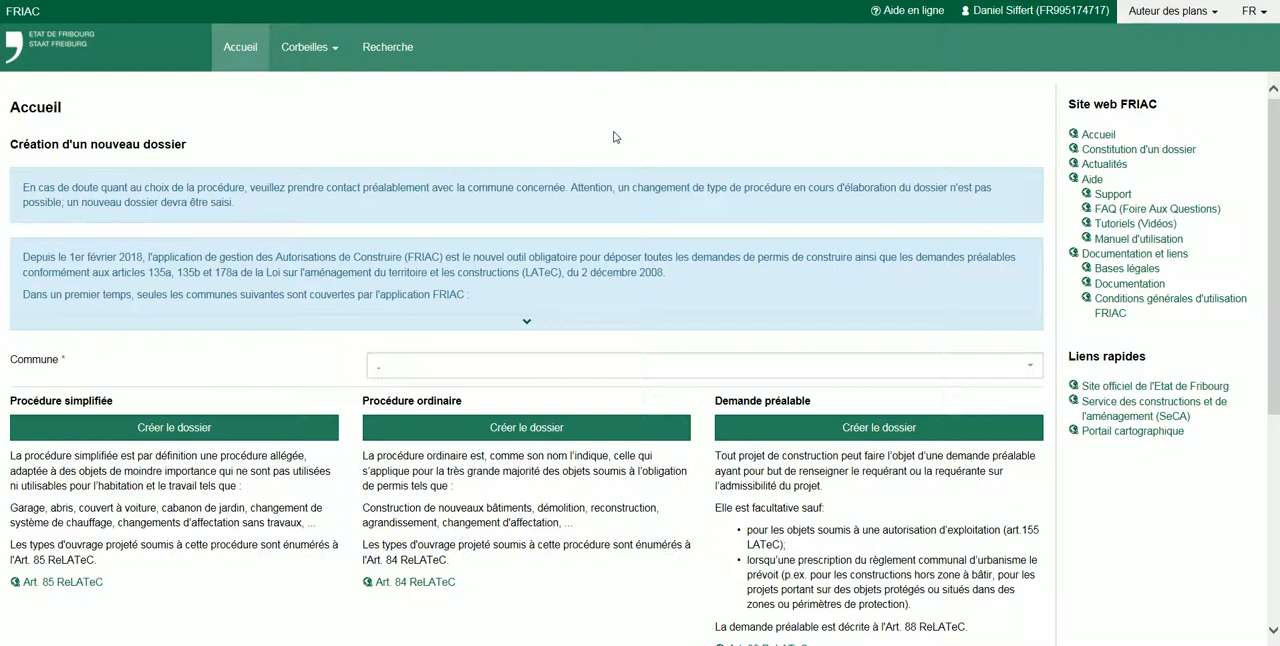 FRIAC
Aide en ligne
Daniel Siffert (FR995174717)
Auteur des plans
FR
ETAT DE FRIBOURG
STAAT FREIBURG
Accueil
Corbeilles
Recherche
Accueil
Création d'un nouveau dossier
En cas de doute quant au choix de la procédure, veuillez prendre contact préalablement avec la commune concernée. Attention, un changement de type de procédure en cours d'élaboration du dossier n'est pas
possible; un nouveau dossier devra être saisi.
Depuis le 1er février 2018, l'application de gestion des Autorisations de Construire (FRIAC) est le nouvel outil obligatoire pour déposer toutes les demandes de permis de construire ainsi que les demandes préalables
conformément aux articles 135a, 135b et 178a de la Loi sur l'aménagement du territoire et les constructions (LATeC), du 2 décembre 2008.
Dans un premier temps, seules les communes suivantes sont couvertes par l'application FRIAC :
Commune *
-
Procédure simplifiée
Créer le dossier
La procédure simplifiée est par définition une procédure allégée,
adaptée à des objets de moindre importance qui ne sont pas utilisées
ni utilisables pour l'habitation et le travail tels que :
Garage, abris, couvert à voiture, cabanon de jardin, changement de
système de chauffage, changements d'affectation sans travaux, ...
Les types d'ouvrage projeté soumis à cette procédure sont énumérés à
l'Art. 85 ReLATeC.
Art. 85 ReLATeC
Procédure ordinaire
Créer le dossier
La procédure ordinaire est, comme son nom l'indique, celle qui
s'applique pour la très grande majorité des objets soumis à l'obligation
de permis tels que :
Construction de nouveaux bâtiments, démolition, reconstruction,
agrandissement, changement d'affectation, ...
Les types d'ouvrage projeté soumis à cette procédure sont énumérés à
l'Art. 84 ReLATeC.
Art. 84 ReLATeC
Demande préalable
Créer le dossier
Tout projet de construction peut faire l'objet d'une demande préalable
ayant pour but de renseigner le requérant ou la requérante sur
l'admissibilité du projet.
Elle est facultative sauf:
• pour les objets soumis à une autorisation d'exploitation (art.155
LATeC);
• lorsqu'une prescription du règlement communal d'urbanisme le
prévoit (p.ex. pour les constructions hors zone à bâtir, pour les
projets portant sur des objets protégés ou situés dans des
zones ou périmètres de protection).
La demande préalable est décrite à l'Art. 88 ReLATeC.
Site web FRIAC
Accueil
Constitution d'un dossier
Actualités
Aide
Support
FAQ (Foire Aux Questions)
Tutoriels (Vidéos)
Manuel d'utilisation
Documentation et liens
Bases légales
Documentation
Conditions générales d'utilisation
FRIAC
Liens rapides
Site officiel de l'Etat de Fribourg
Service des constructions et de
l'aménagement (SeCA)
Portail cartographique